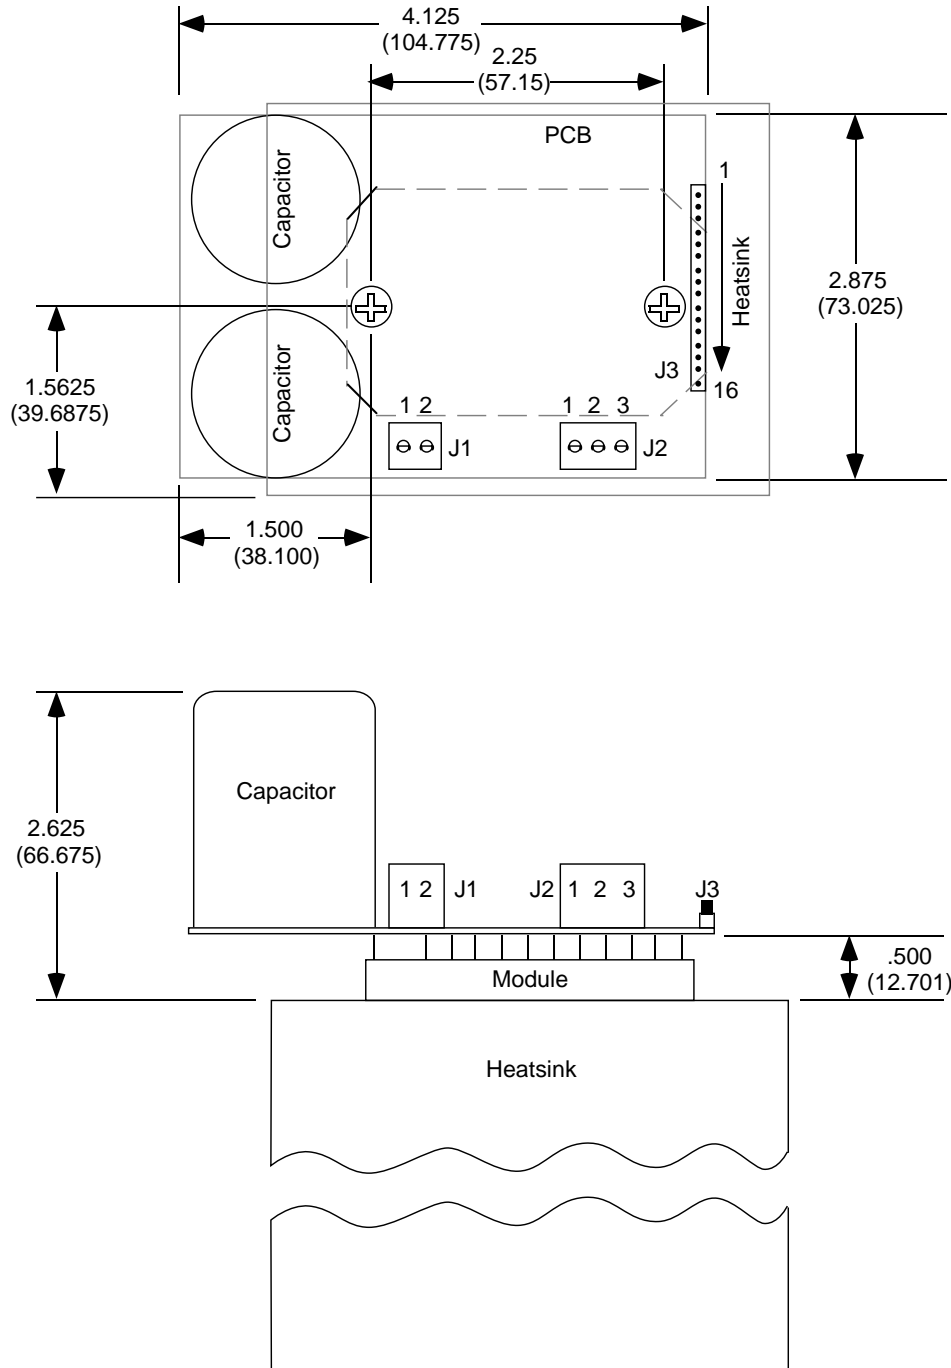 4.125
(104.775)
2.25
(57.15)
PCB
Capacitor
1
Heatsink
2.875
(73.025)
1.5625
(39.6875)
Capacitor
J3
16
1 2
J1
1 2 3
J2
1.500
(38.100)
Capacitor
2.625
(66.675)
1 2
J1
J2
1 2 3
J3
.500
(12.701)
Module
Heatsink